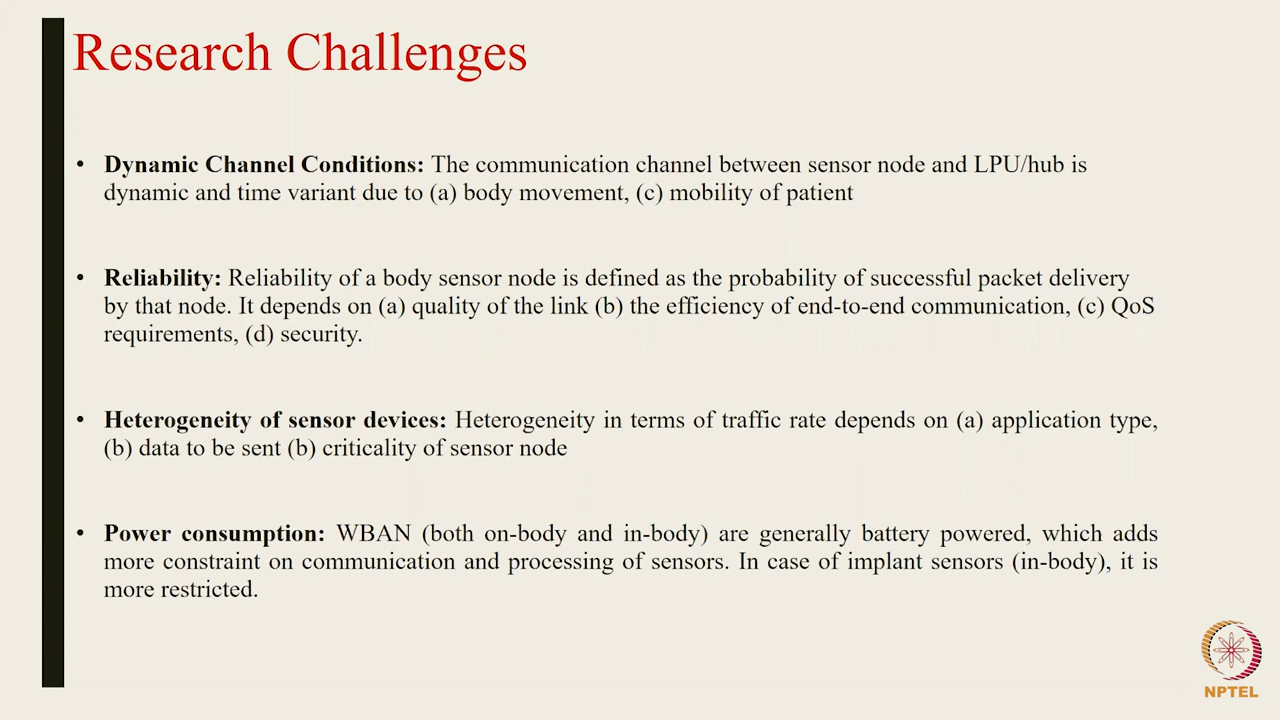 Research Challenges
• Dynamic Channel Conditions: The communication channel between sensor node and LPU/hub is
dynamic and time variant due to (a) body movement, (c) mobility of patient
• Reliability: Reliability of a body sensor node is defined as the probability of successful packet delivery
by that node. It depends on (a) quality of the link (b) the efficiency of end-to-end communication, (c) QoS
requirements, (d) security.
• Heterogeneity of sensor devices: Heterogeneity in terms of traffic rate depends on (a) application type,
(b) data to be sent (b) criticality of sensor node
• Power consumption: WBAN (both on-body and in-body) are generally battery powered, which adds
more constraint on communication and processing of sensors. In case of implant sensors (in-body), it is
more restricted.
NPTEL